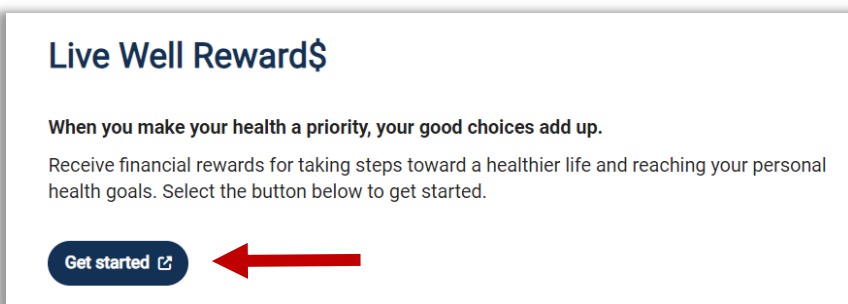 Live Well Reward$
When you make your health a priority, your good choices add up.
Receive financial rewards for taking steps toward a healthier life and reaching your personal
health goals. Select the button below to get started.
Get started